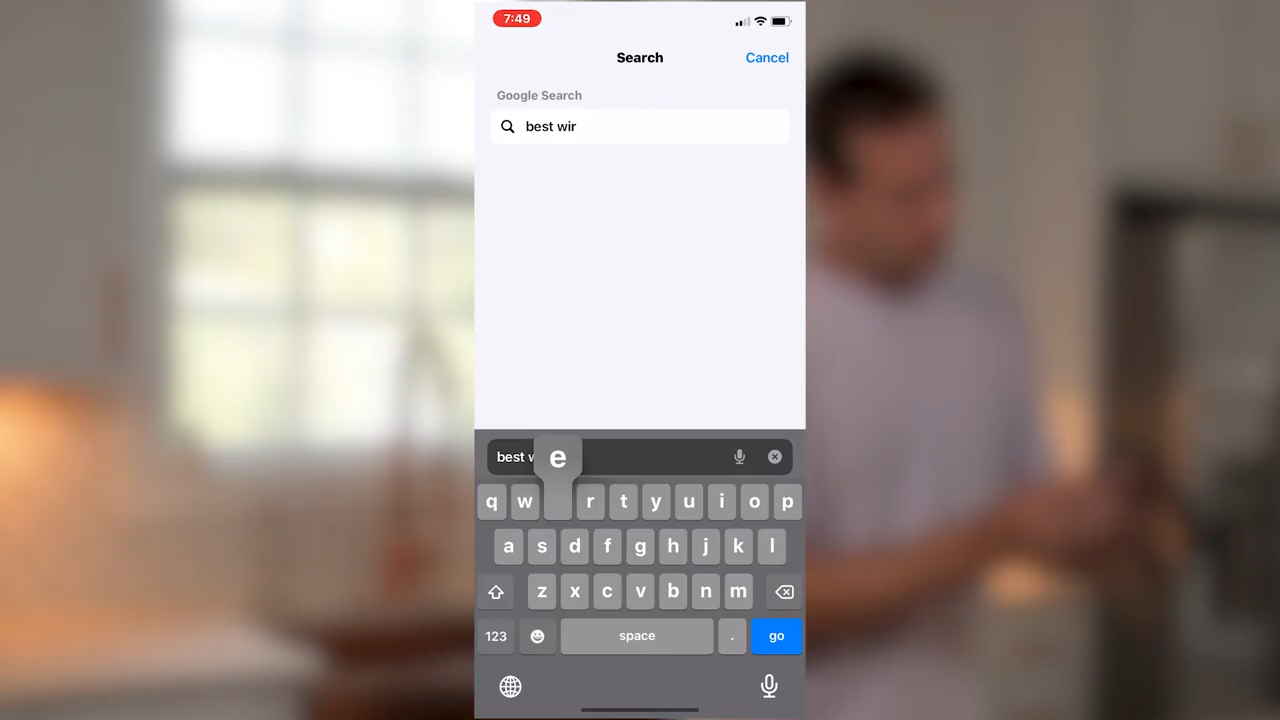 7:49
Search
Cancel
Google Search
best wir
best w
e
q w r t y u i o p
a s d f g h j k l
z x c v b n m
123 space . go